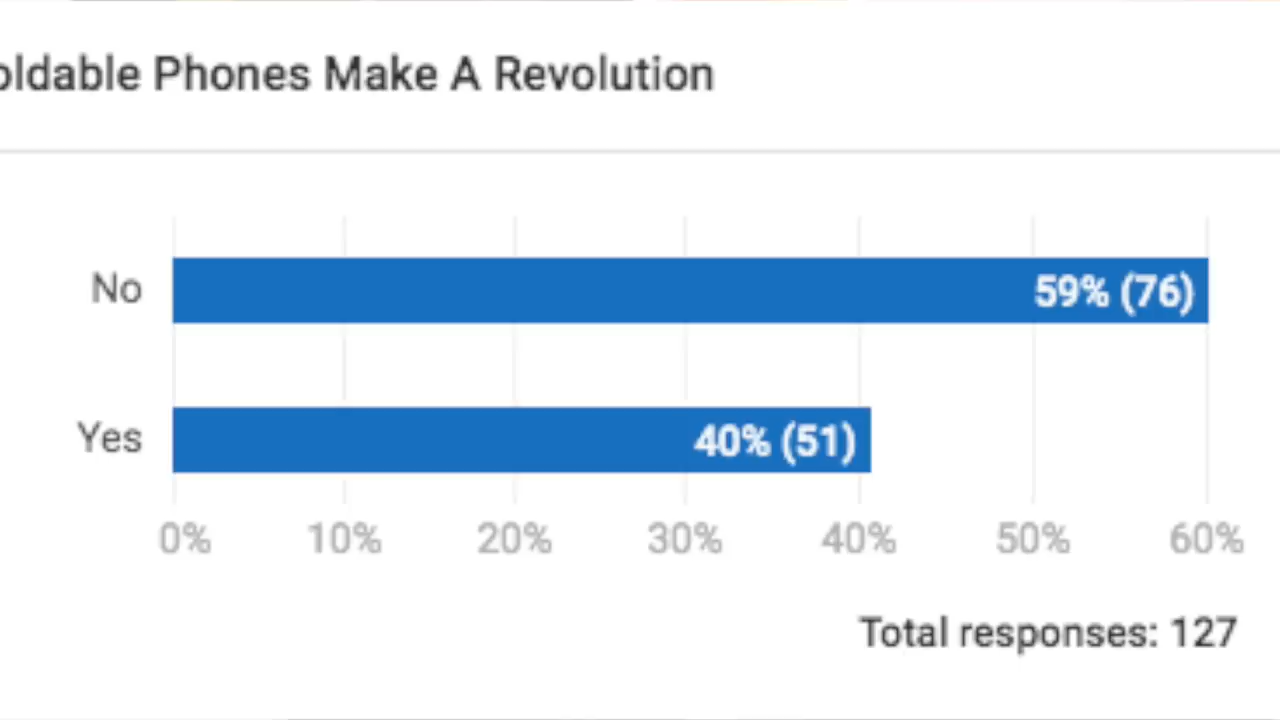 oldable Phones Make A Revolution
No 59% (76)
Yes 40% (51)
0% 10% 20% 30% 40% 50% 60%
Total responses: 127